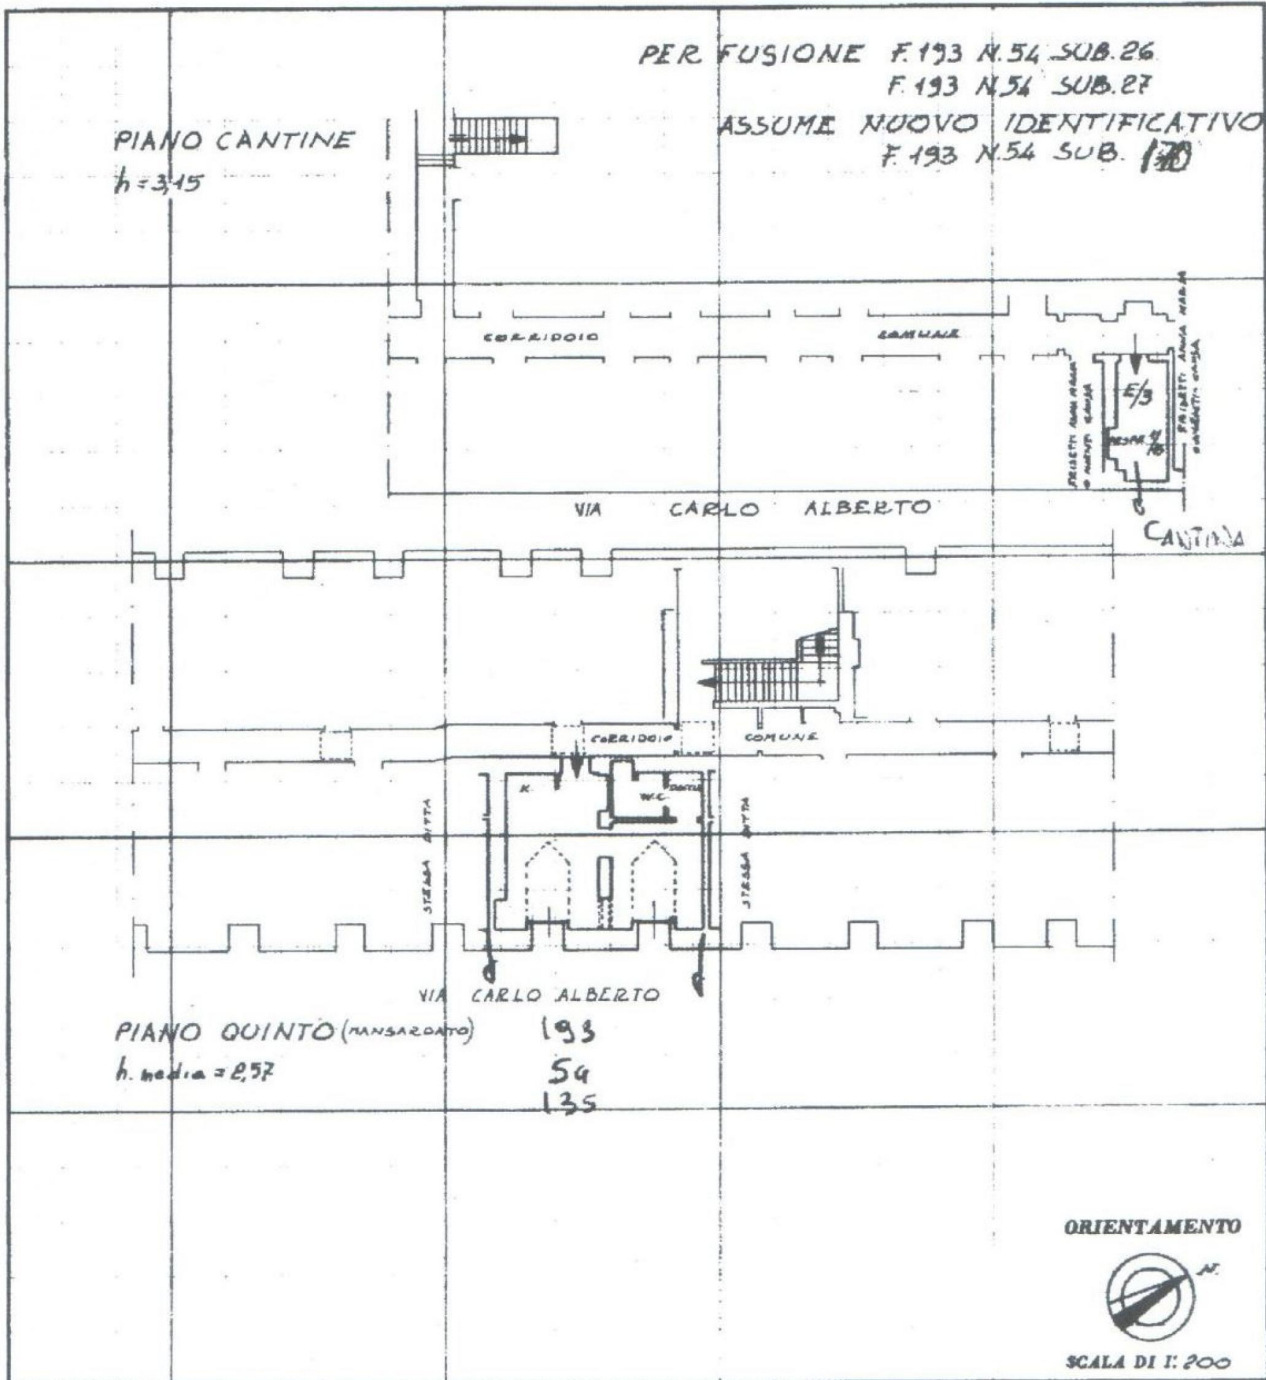 PER FUSIONE F.193 N.54 SUB.26
F.193 N.54 SUB.27
ASSUME NUOVO IDENTIFICATIVO
F.193 N.54 SUB.
PIANO CANTINE
h=3,15
CORRIDOIO COMUNE
E/3
VIA CARLO ALBERTO
CANTINA
CORRIDOIO COMUNE
K. W.C.
STESSA DITTA
STESSA DITTA
VIA CARLO ALBERTO
PIANO QUINTO (MANSARDATO)
h. media = 2,57
193
54
135
ORIENTAMENTO
N.
SCALA DI 1: 200